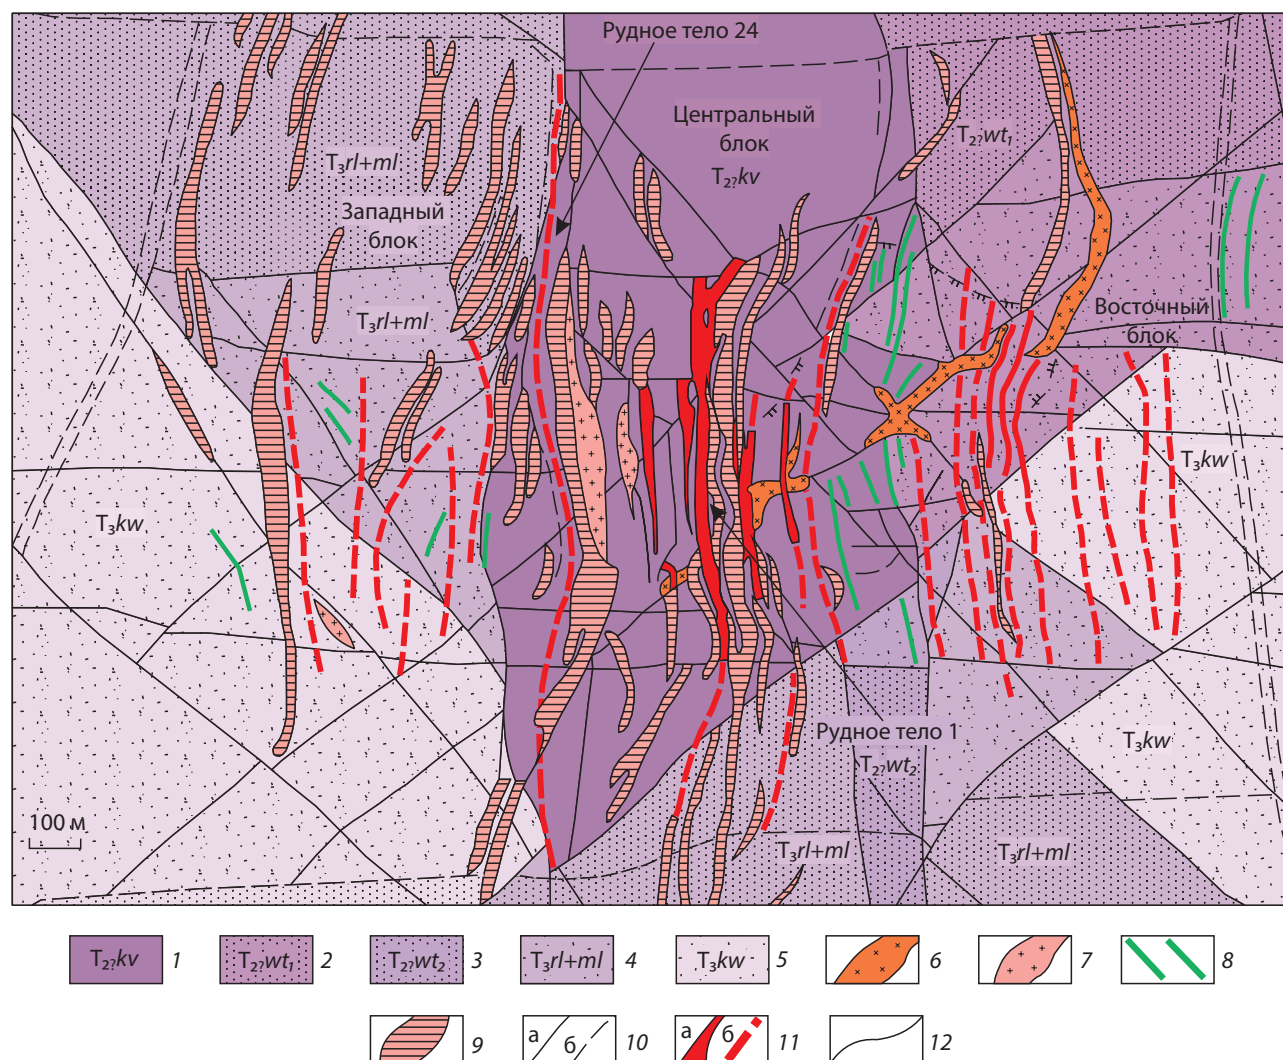 Рудное тело 24
Центральный
блок
T₂?kv
T₂?wt₁
T₃rl+ml
Западный
блок
T₃rl+ml
Восточный
блок
T₃kw
T₃kw
Рудное тело 1
T₂?wt₂
T₃kw
100 м
T₃rl+ml
T₃rl+ml
T₂?kv 1
T₂?wt₁ 2
T₂?wt₂ 3
T₃rl+ml 4
T₃kw 5
6
7
8
9
а б 10
а б 11
12